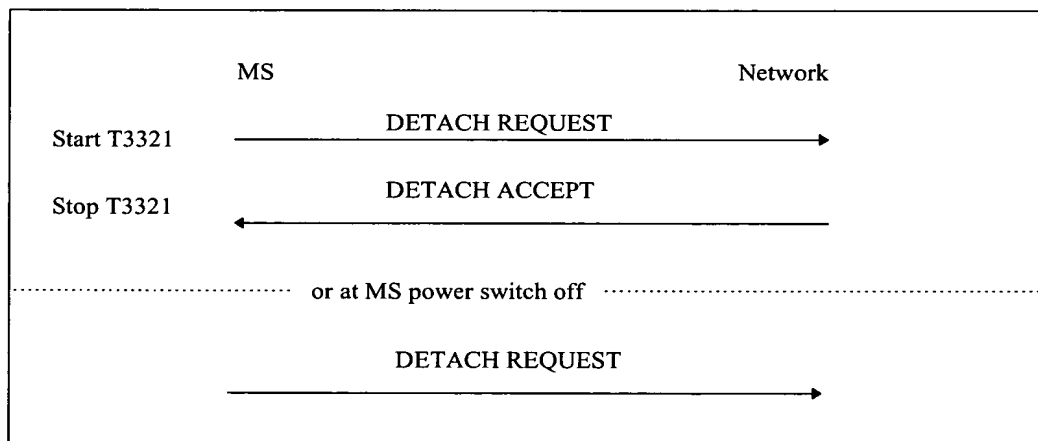 MS Network
DETACH REQUEST
Start T3321
DETACH ACCEPT
Stop T3321
or at MS power switch off
DETACH REQUEST